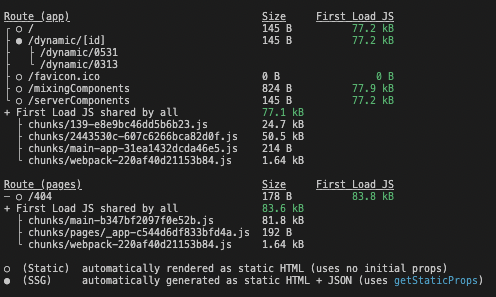 Route (app)                              Size     First Load JS
┌ ○ /                                    145 B          77.2 kB
├ ● /dynamic/[id]                        145 B          77.2 kB
├   ├ /dynamic/0531
├   └ /dynamic/0313
├ ○ /favicon.ico                         0 B                0 B
├ ○ /mixingComponents                    824 B          77.9 kB
└ ○ /serverComponents                    145 B          77.2 kB
+ First Load JS shared by all            77.1 kB
  ├ chunks/139-e8e9bc46dd5b6b23.js       24.7 kB
  ├ chunks/2443530c-607c6266bca82d0f.js  50.5 kB
  ├ chunks/main-app-31ea1432dcda46e5.js  214 B
  └ chunks/webpack-220af40d21153b84.js   1.64 kB
Route (pages)                            Size     First Load JS
─ ○ /404                                 178 B          83.8 kB
+ First Load JS shared by all            83.6 kB
  ├ chunks/main-b347bf2097f0e52b.js      81.8 kB
  ├ chunks/pages/_app-c544d6df833bfd4a.js  192 B
  └ chunks/webpack-220af40d21153b84.js   1.64 kB
○  (Static)  automatically rendered as static HTML (uses no initial props)
●  (SSG)     automatically generated as static HTML + JSON (uses getStaticProps)